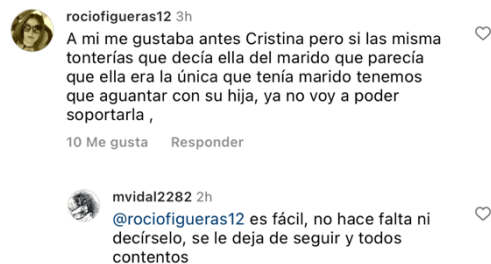 rociofigueras12 3h
A mi me gustaba antes Cristina pero si las misma
tonterías que decía ella del marido que parecía
que ella era la única que tenía marido tenemos
que aguantar con su hija, ya no voy a poder
soportarla ,
10 Me gusta Responder
mvidal2282 2h
@rociofigueras12 es fácil, no hace falta ni
decírselo, se le deja de seguir y todos
contentos